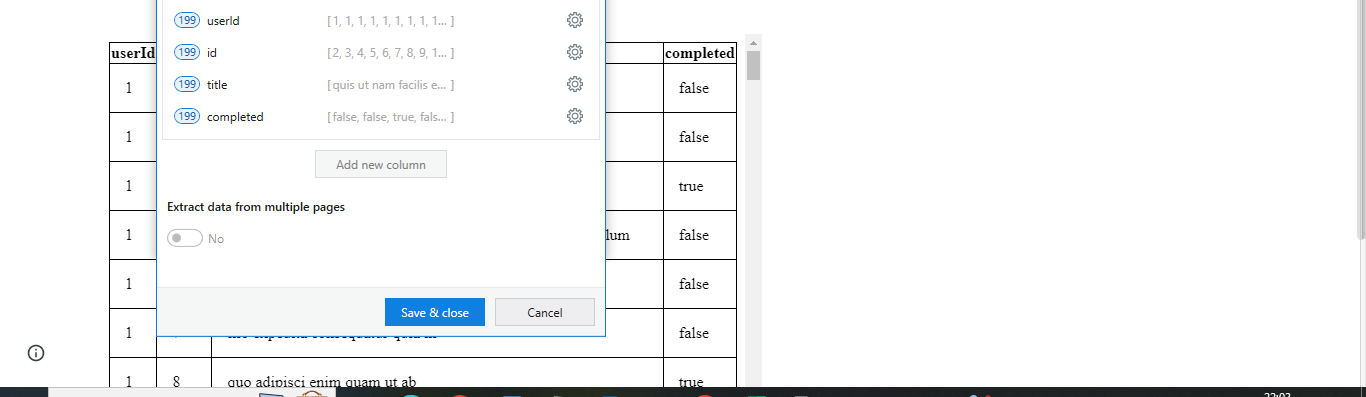 199 userId [ 1, 1, 1, 1, 1, 1, 1, 1, 1... ]
199 id [ 2, 3, 4, 5, 6, 7, 8, 9, 1... ]
199 title [ quis ut nam facilis e... ]
199 completed [ false, false, true, fals... ]
Add new column
Extract data from multiple pages
No
Save & close Cancel
userId completed
1 false
1 false
1 true
1 lum false
1 false
1 false
1 8 quo adipisci enim quam ut ab true